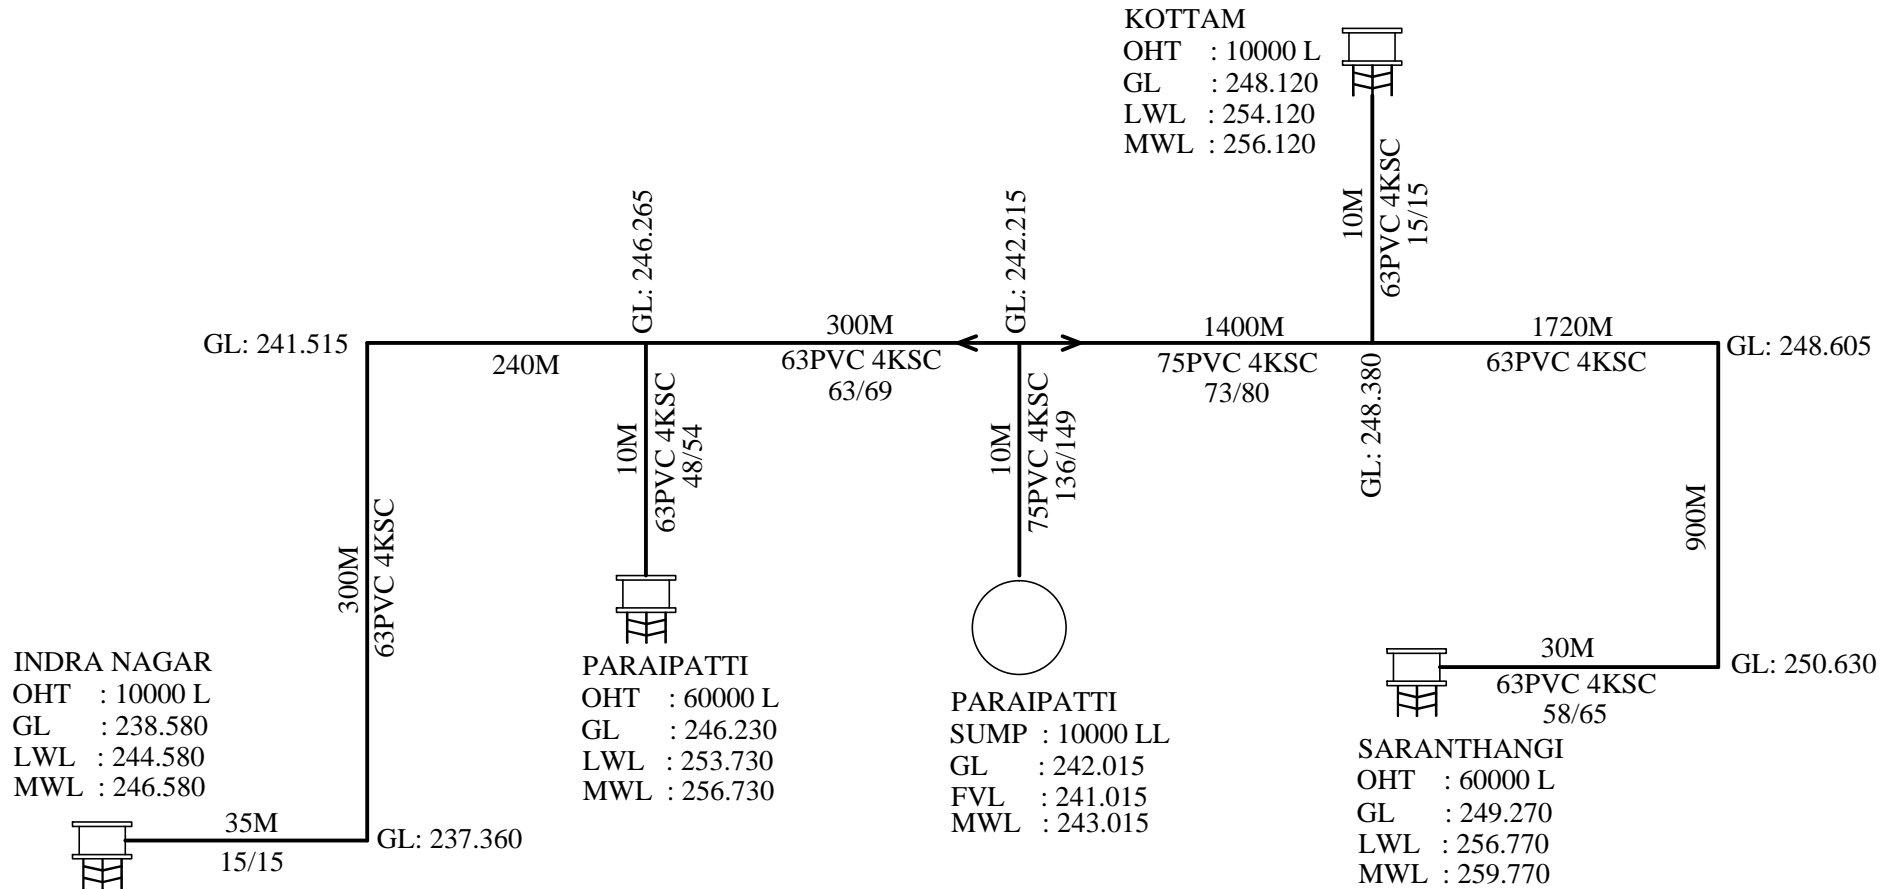 KOTTAM
OHT : 10000 L
GL : 248.120
LWL : 254.120
MWL : 256.120
10M
63PVC 4KSC
15/15
GL: 246.265
GL: 242.215
GL: 241.515
240M
300M
63PVC 4KSC
63/69
1400M
75PVC 4KSC
73/80
GL: 248.380
1720M
63PVC 4KSC
GL: 248.605
10M
63PVC 4KSC
48/54
10M
75PVC 4KSC
136/149
900M
300M
63PVC 4KSC
INDRA NAGAR
OHT : 10000 L
GL : 238.580
LWL : 244.580
MWL : 246.580
35M
15/15
GL: 237.360
PARAIPATTI
OHT : 60000 L
GL : 246.230
LWL : 253.730
MWL : 256.730
PARAIPATTI
SUMP : 10000 LL
GL : 242.015
FVL : 241.015
MWL : 243.015
30M
63PVC 4KSC
58/65
GL: 250.630
SARANTHANGI
OHT : 60000 L
GL : 249.270
LWL : 256.770
MWL : 259.770